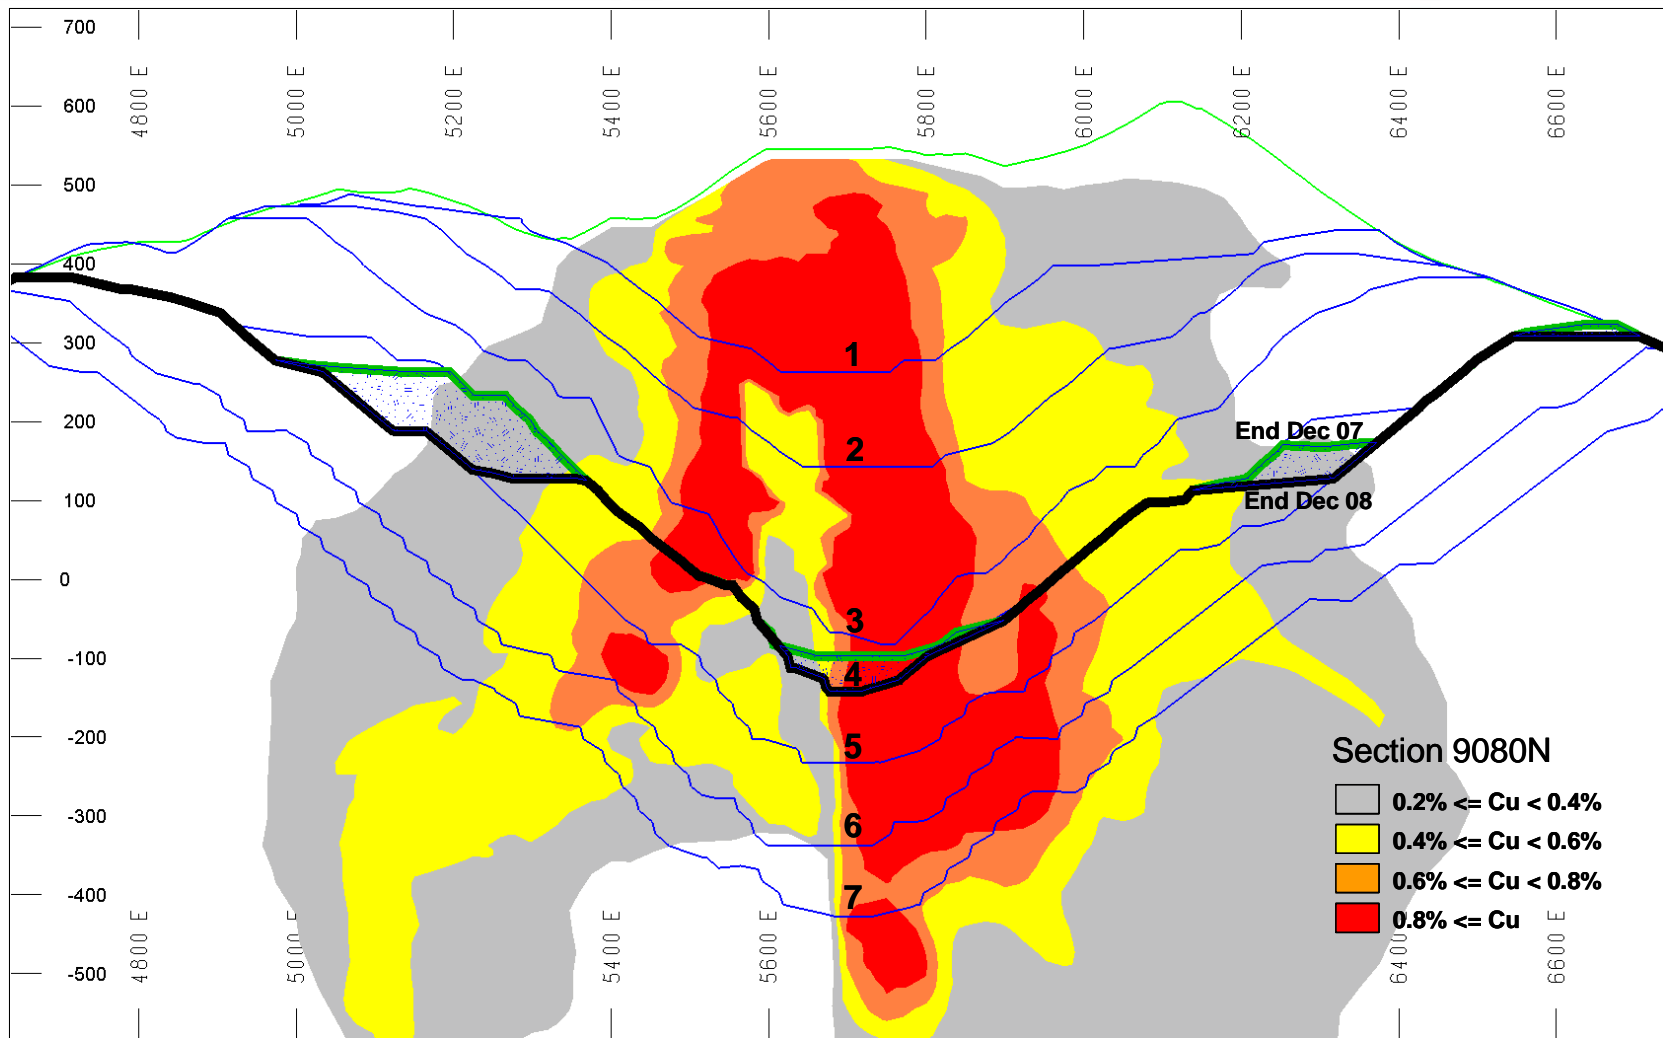 700
600
500
400
300
200
100
0
-100
-200
-300
-400
-500
4800 E
5000 E
5200 E
5400 E
5600 E
5800 E
6000 E
6200 E
6400 E
6600 E
1
2
3
4
5
6
7
End Dec 07
End Dec 08
Section 9080N
0.2% <= Cu < 0.4%
0.4% <= Cu < 0.6%
0.6% <= Cu < 0.8%
0.8% <= Cu
4800 E
5000 E
5400 E
5600 E
6400
6600 E